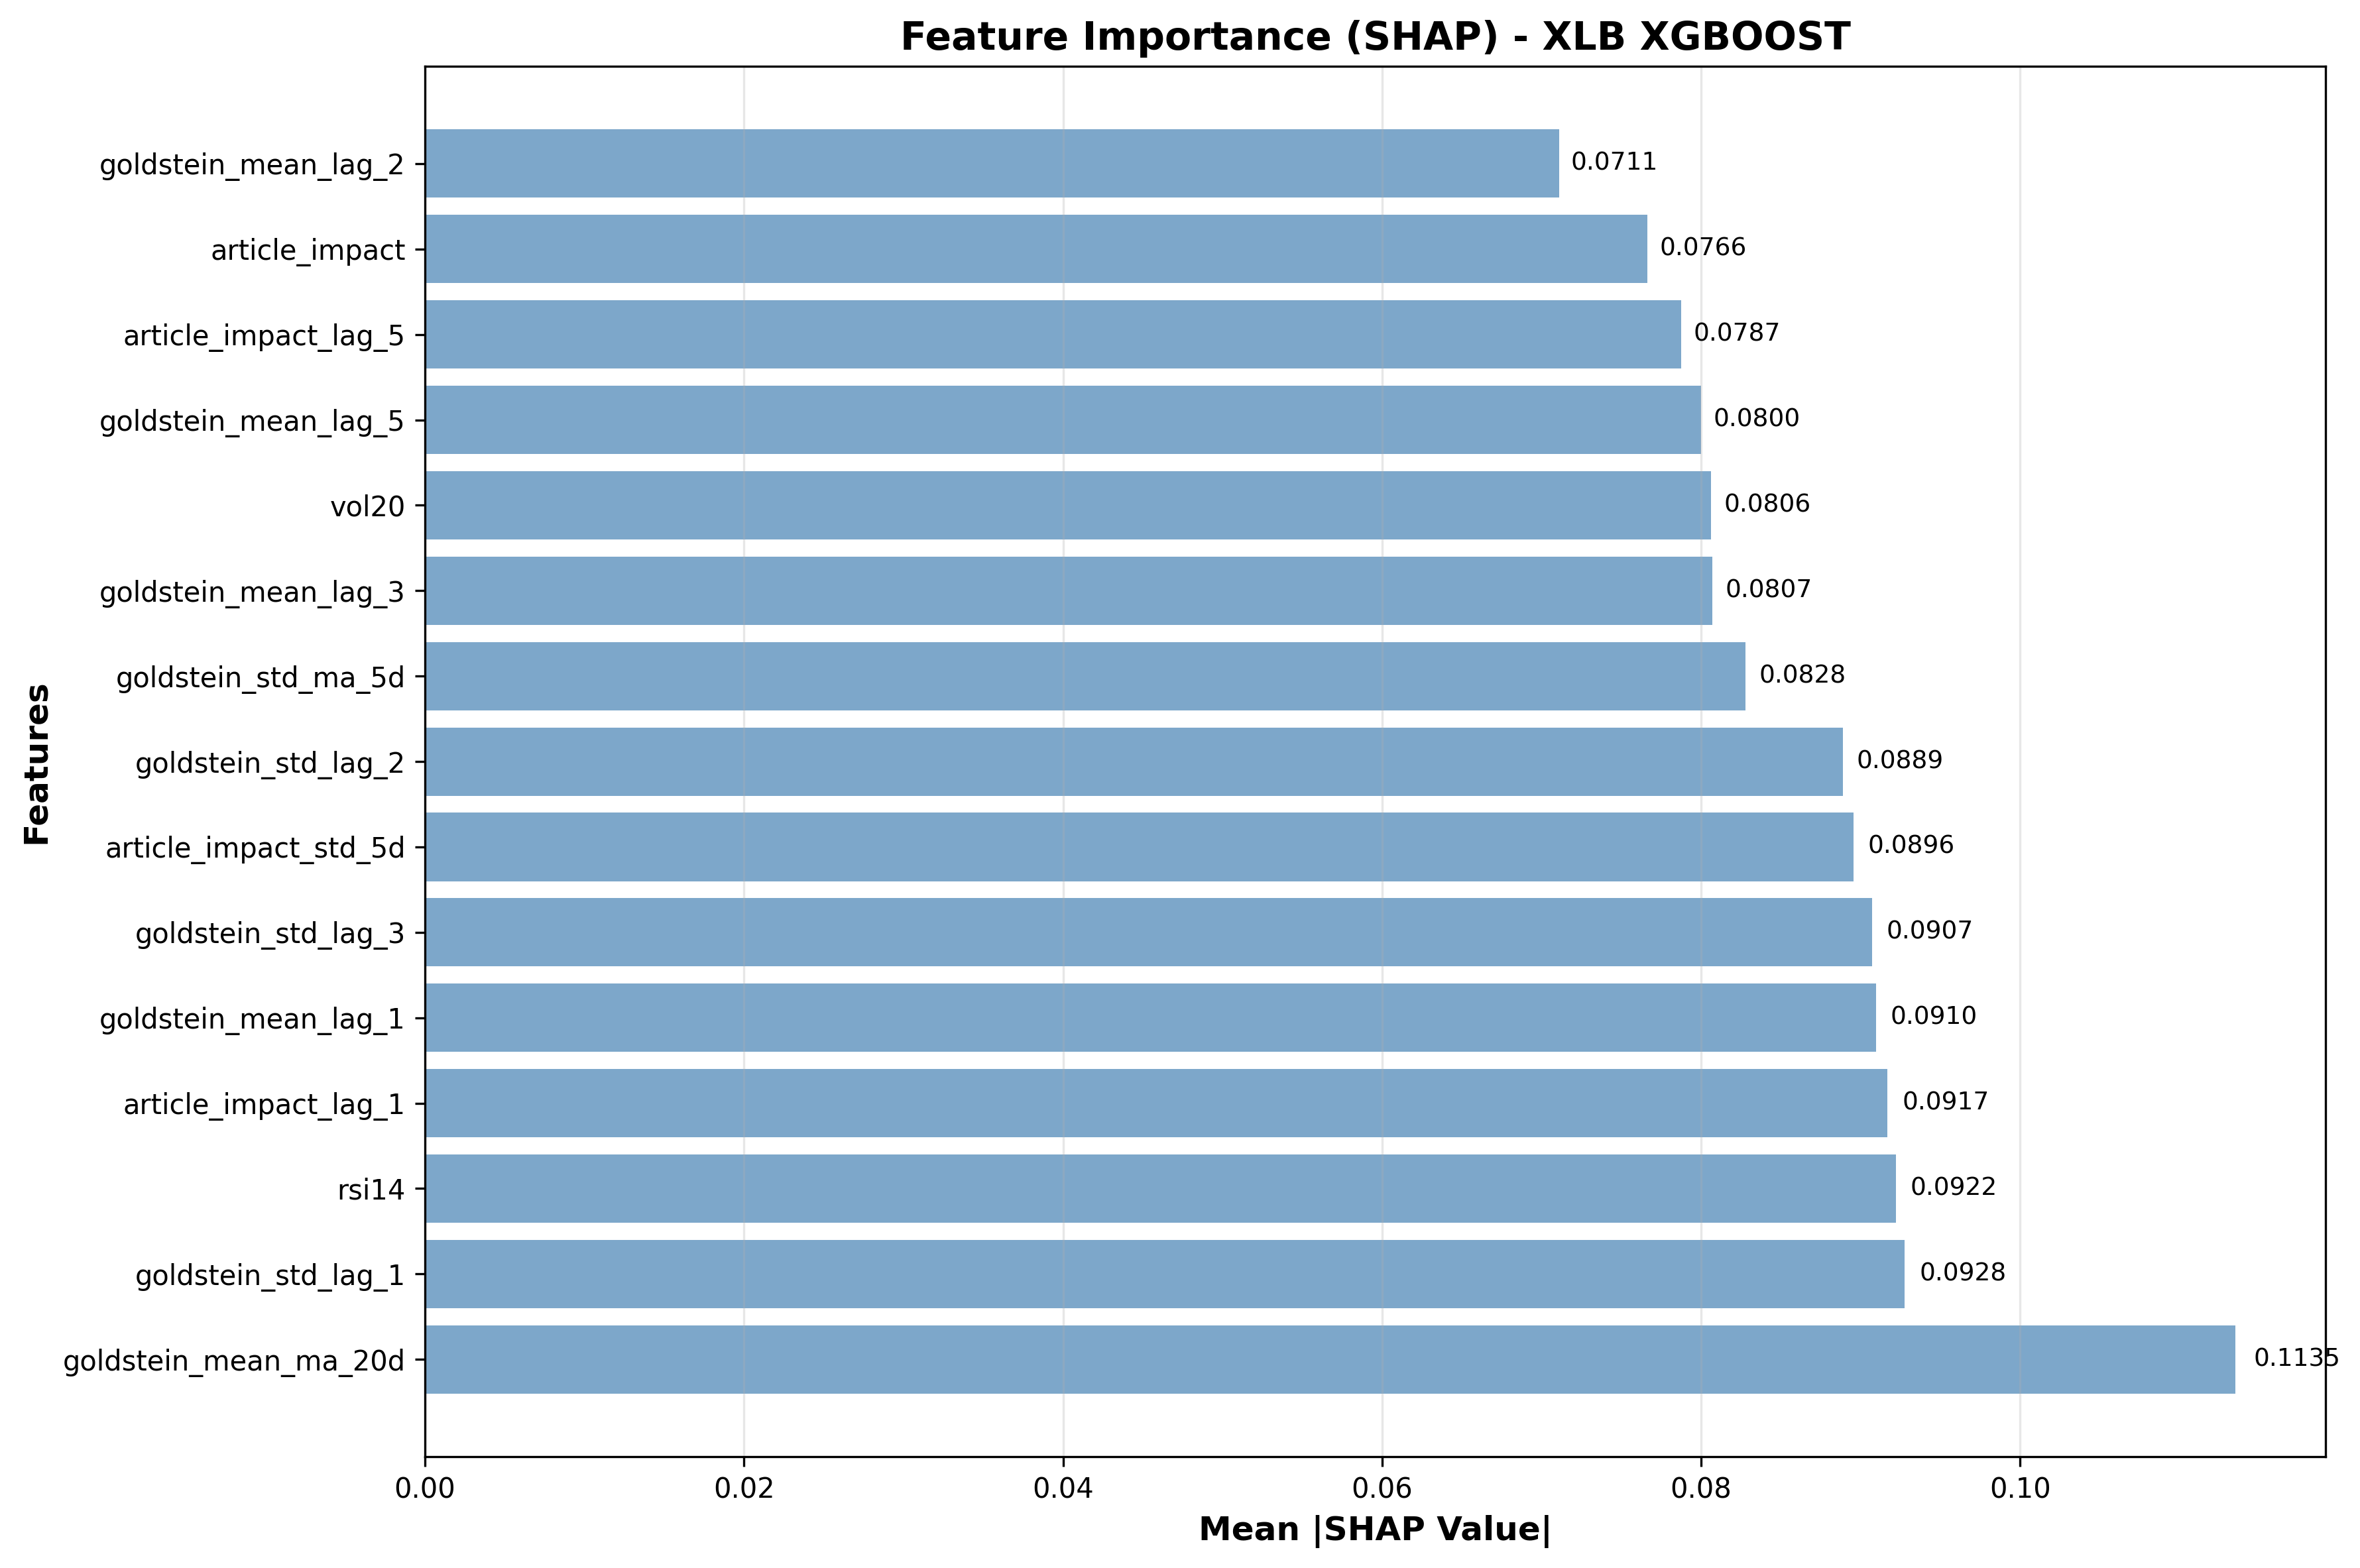 Feature Importance (SHAP) - XLB XGBOOST
goldstein_mean_lag_2 0.0711
article_impact 0.0766
article_impact_lag_5 0.0787
goldstein_mean_lag_5 0.0800
vol20 0.0806
goldstein_mean_lag_3 0.0807
goldstein_std_ma_5d 0.0828
goldstein_std_lag_2 0.0889
article_impact_std_5d 0.0896
goldstein_std_lag_3 0.0907
goldstein_mean_lag_1 0.0910
article_impact_lag_1 0.0917
rsi14 0.0922
goldstein_std_lag_1 0.0928
goldstein_mean_ma_20d 0.1135
Features
0.00 0.02 0.04 0.06 0.08 0.10
Mean |SHAP Value|